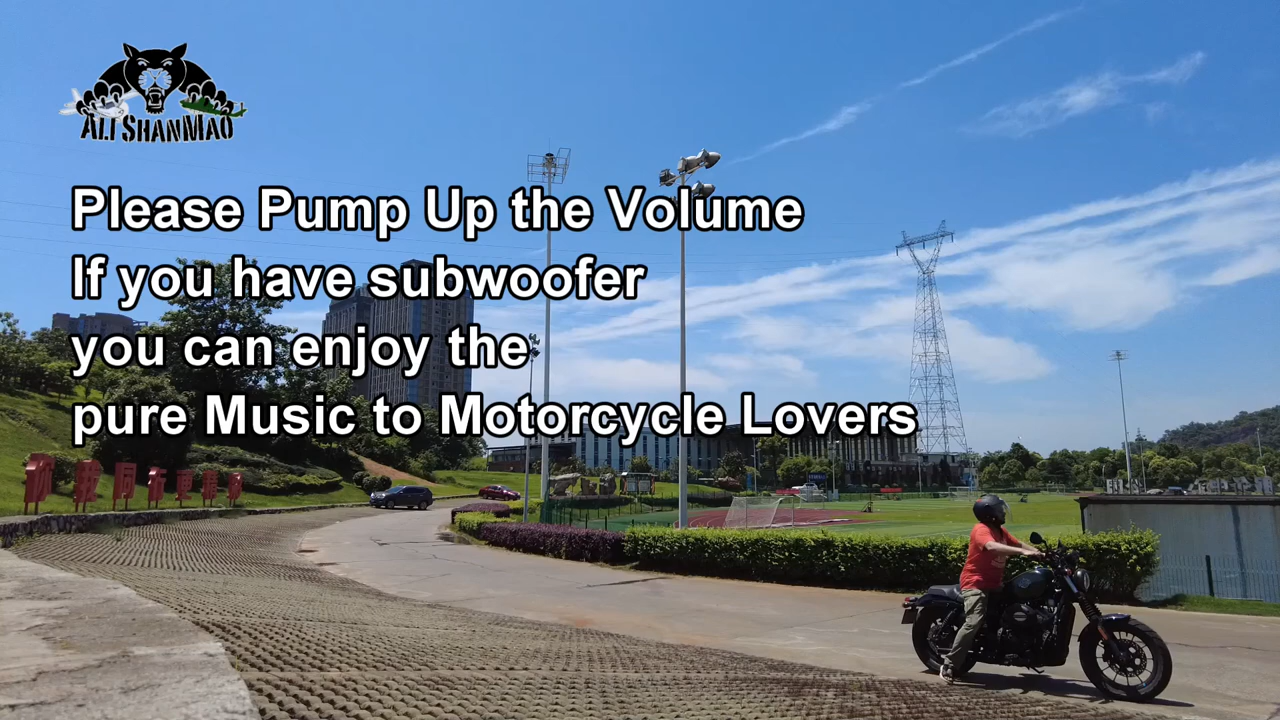 ALI SHANMAO
Please Pump Up the Volume
If you have subwoofer
you can enjoy the
pure Music to Motorcycle Lovers